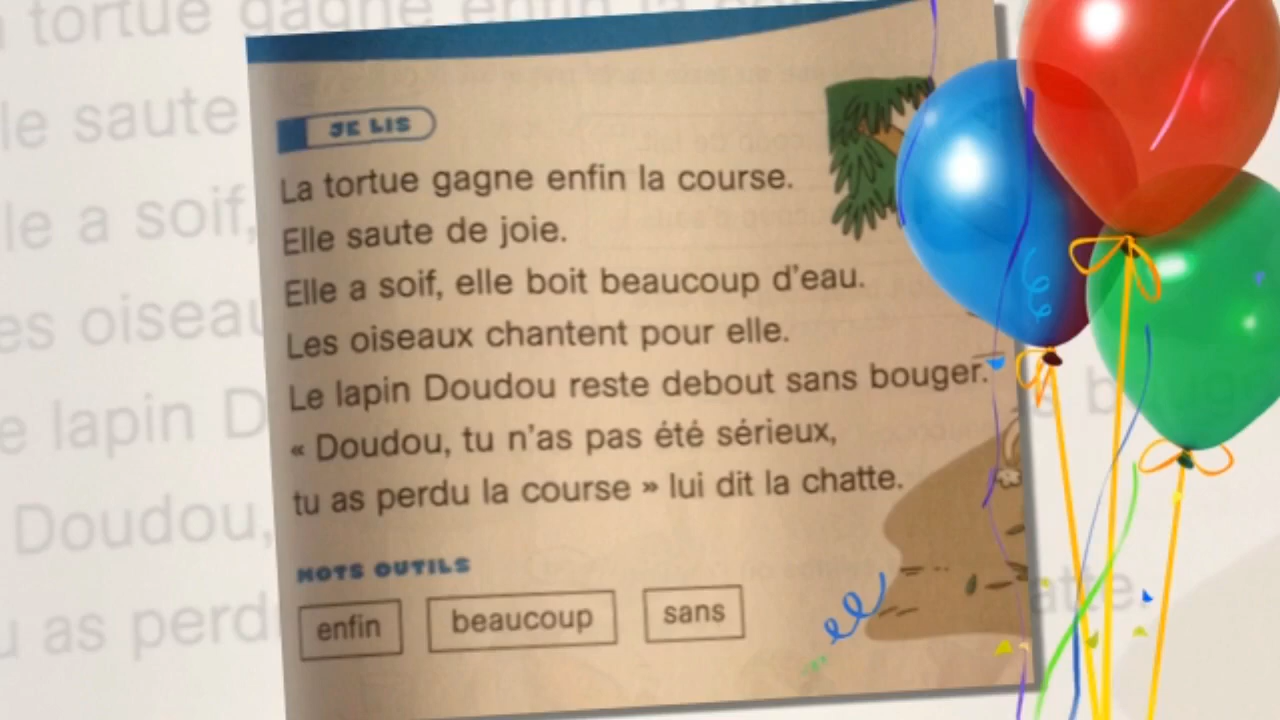 JE LIS
La tortue gagne enfin la course.
Elle saute de joie.
Elle a soif, elle boit beaucoup d'eau.
Les oiseaux chantent pour elle.
Le lapin Doudou reste debout sans bouger.
« Doudou, tu n'as pas été sérieux,
tu as perdu la course » lui dit la chatte.
MOTS OUTILS
enfin beaucoup sans